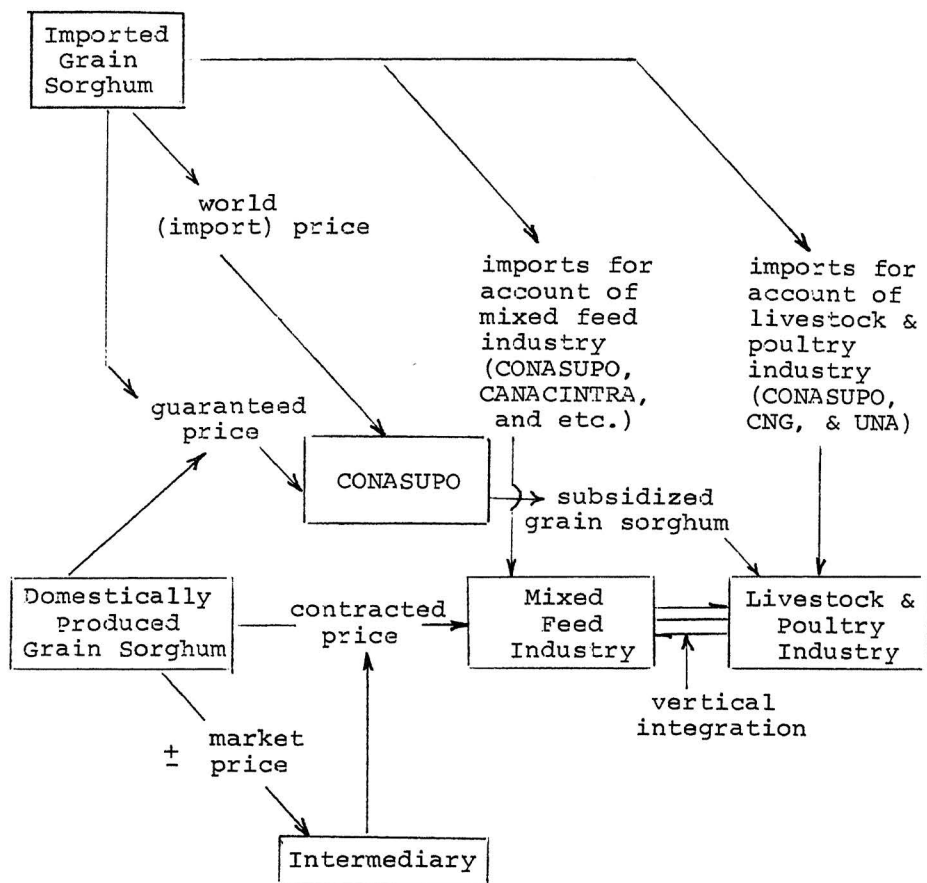 Imported
Grain
Sorghum
world
(import) price
imports for
account of
mixed feed
industry
(CONASUPO,
CANACINTRA,
and etc.)
imports for
account of
livestock &
poultry
industry
(CONASUPO,
CNG, & UNA)
guaranteed
price
CONASUPO
subsidized
grain sorghum
Domestically
Produced
Grain Sorghum
contracted
price
Mixed
Feed
Industry
Livestock &
Poultry
Industry
vertical
integration
± market
price
Intermediary